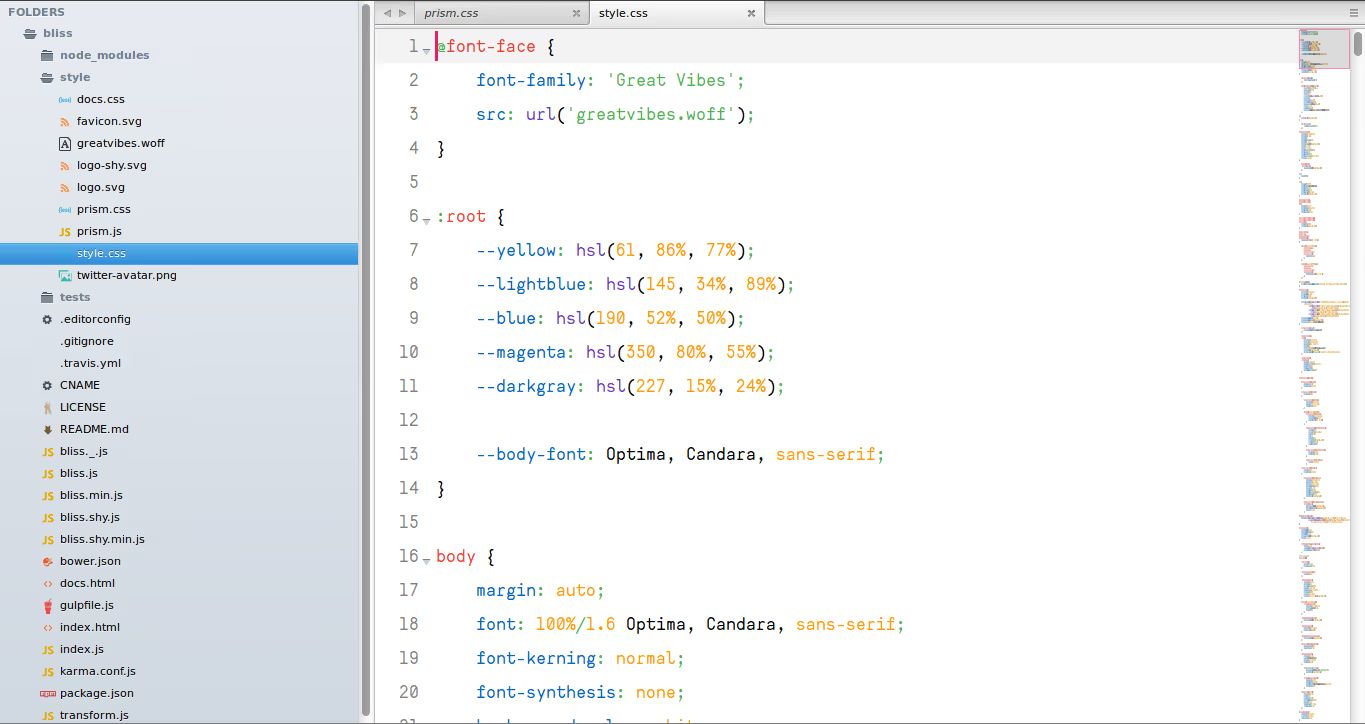 FOLDERS
bliss
node_modules
style
docs.css
favicon.svg
greatvibes.woff
logo-shy.svg
logo.svg
prism.css
prism.js
style.css
twitter-avatar.png
tests
.editorconfig
.gitignore
.travis.yml
CNAME
LICENSE
README.md
bliss._.js
bliss.js
bliss.min.js
bliss.shy.js
bliss.shy.min.js
bower.json
docs.html
gulpfile.js
index.html
index.js
karma.conf.js
package.json
transform.js
prism.css
style.css
1 @font-face {
2 font-family: 'Great Vibes';
3 src: url('greatvibes.woff');
4 }
5
6 :root {
7 --yellow: hsl(61, 86%, 77%);
8 --lightblue: hsl(145, 34%, 89%);
9 --blue: hsl(190, 52%, 50%);
10 --magenta: hsl(350, 80%, 55%);
11 --darkgray: hsl(227, 15%, 24%);
12
13 --body-font: Optima, Candara, sans-serif;
14 }
15
16 body {
17 margin: auto;
18 font: 100%/1.6 Optima, Candara, sans-serif;
19 font-kerning: normal;
20 font-synthesis: none;